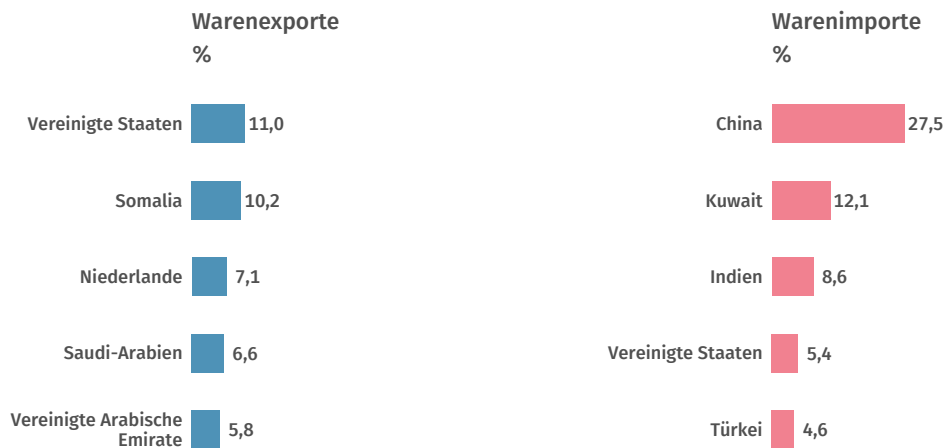 Warenexporte
%
Vereinigte Staaten 11,0
Somalia 10,2
Niederlande 7,1
Saudi-Arabien 6,6
Vereinigte Arabische
Emirate 5,8
Warenimporte
%
China 27,5
Kuwait 12,1
Indien 8,6
Vereinigte Staaten 5,4
Türkei 4,6